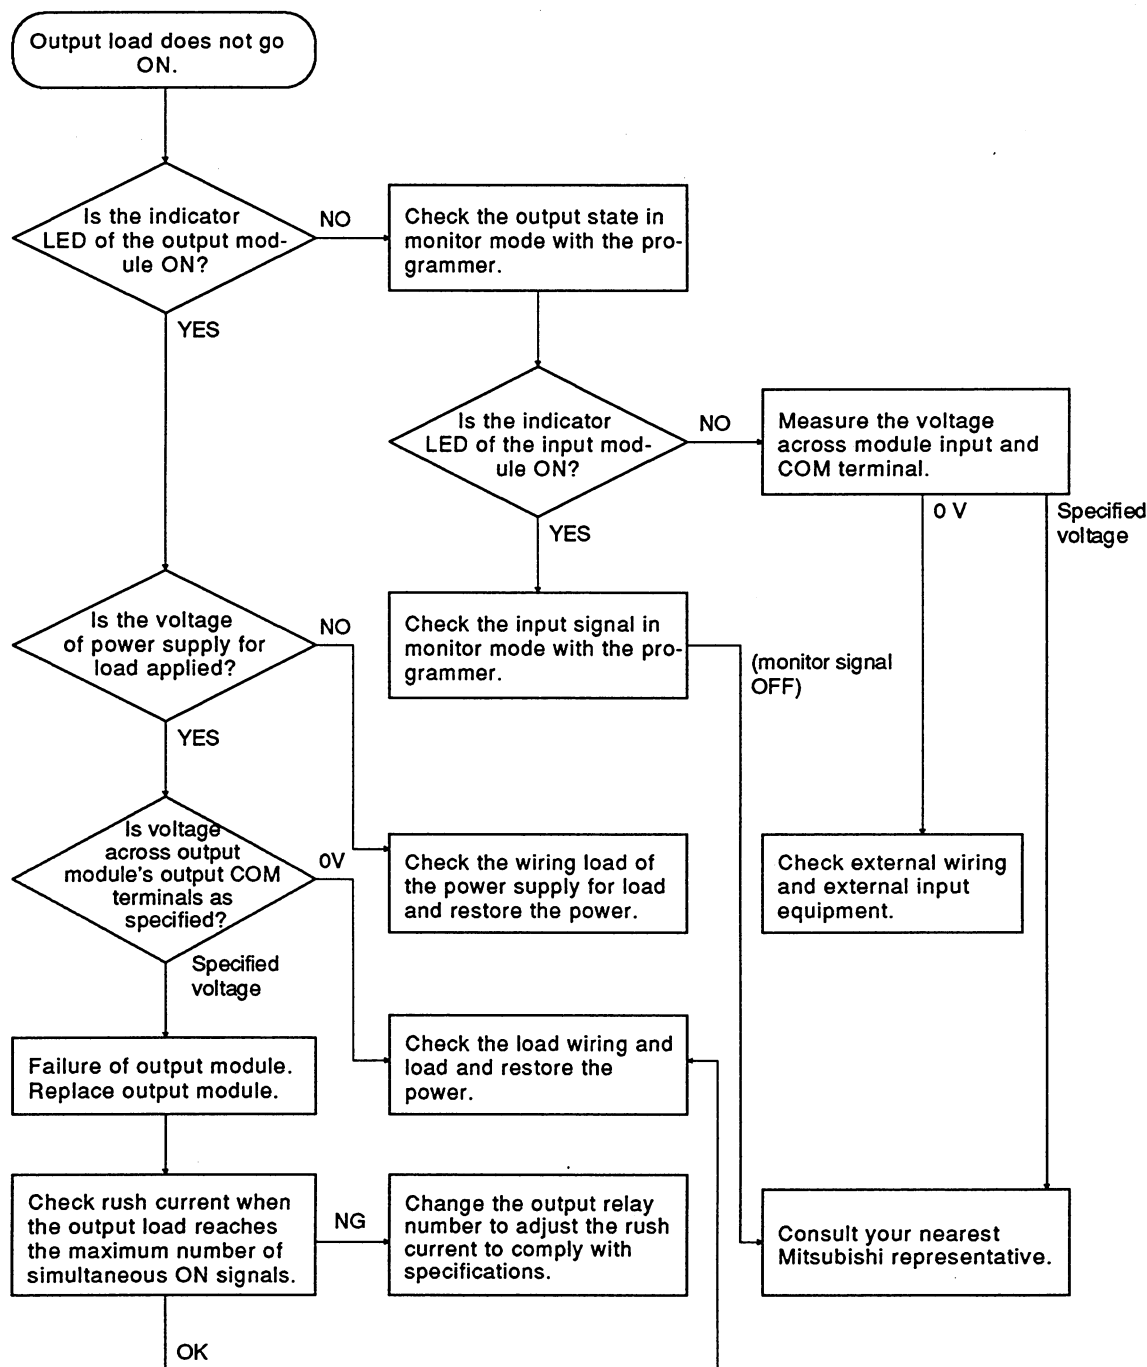 Output load does not go
ON.
Is the indicator
LED of the output mod-
ule ON?
NO
Check the output state in
monitor mode with the pro-
grammer.
YES
Is the indicator
LED of the input mod-
ule ON?
NO
Measure the voltage
across module input and
COM terminal.
0 V
Specified
voltage
YES
Is the voltage
of power supply for
load applied?
NO
Check the input signal in
monitor mode with the pro-
grammer.
(monitor signal
OFF)
YES
Is voltage
across output
module's output COM
terminals as
specified?
0V
Check the wiring load of
the power supply for load
and restore the power.
Check external wiring
and external input
equipment.
Specified
voltage
Failure of output module.
Replace output module.
Check the load wiring and
load and restore the
power.
Check rush current when
the output load reaches
the maximum number of
simultaneous ON signals.
NG
Change the output relay
number to adjust the rush
current to comply with
specifications.
Consult your nearest
Mitsubishi representative.
OK